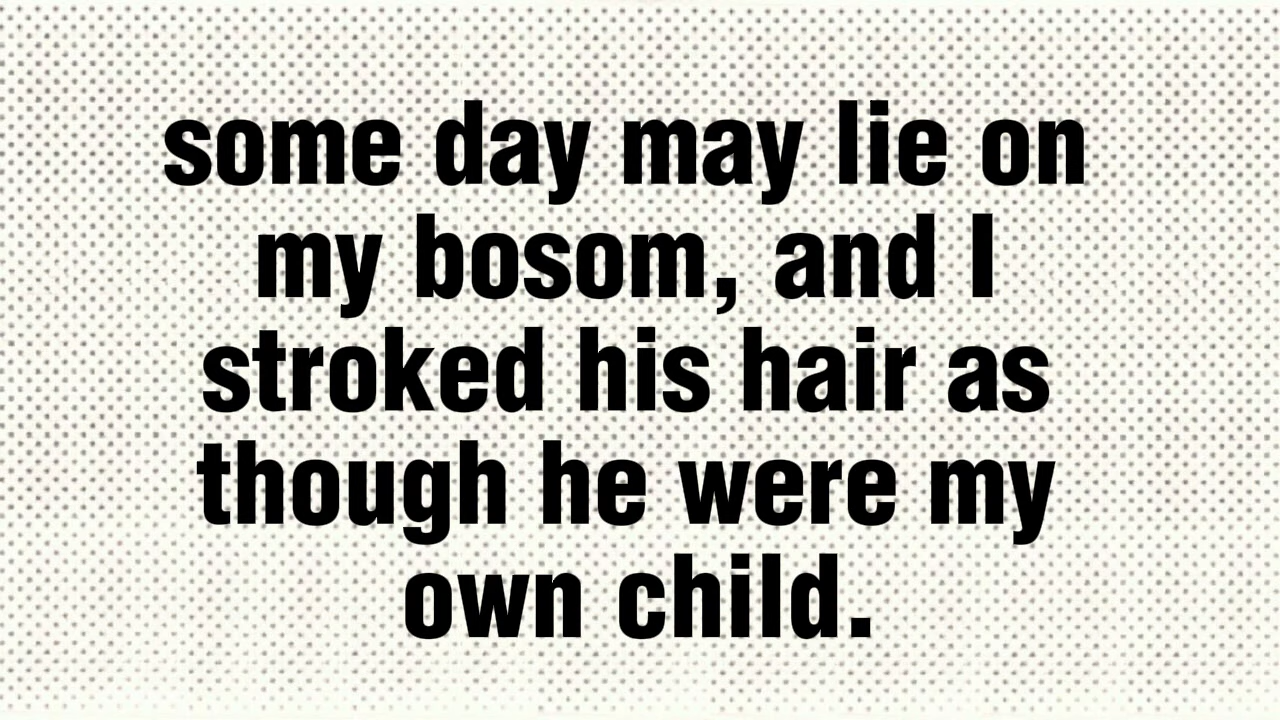 some day may lie on
my bosom, and I
stroked his hair as
though he were my
own child.